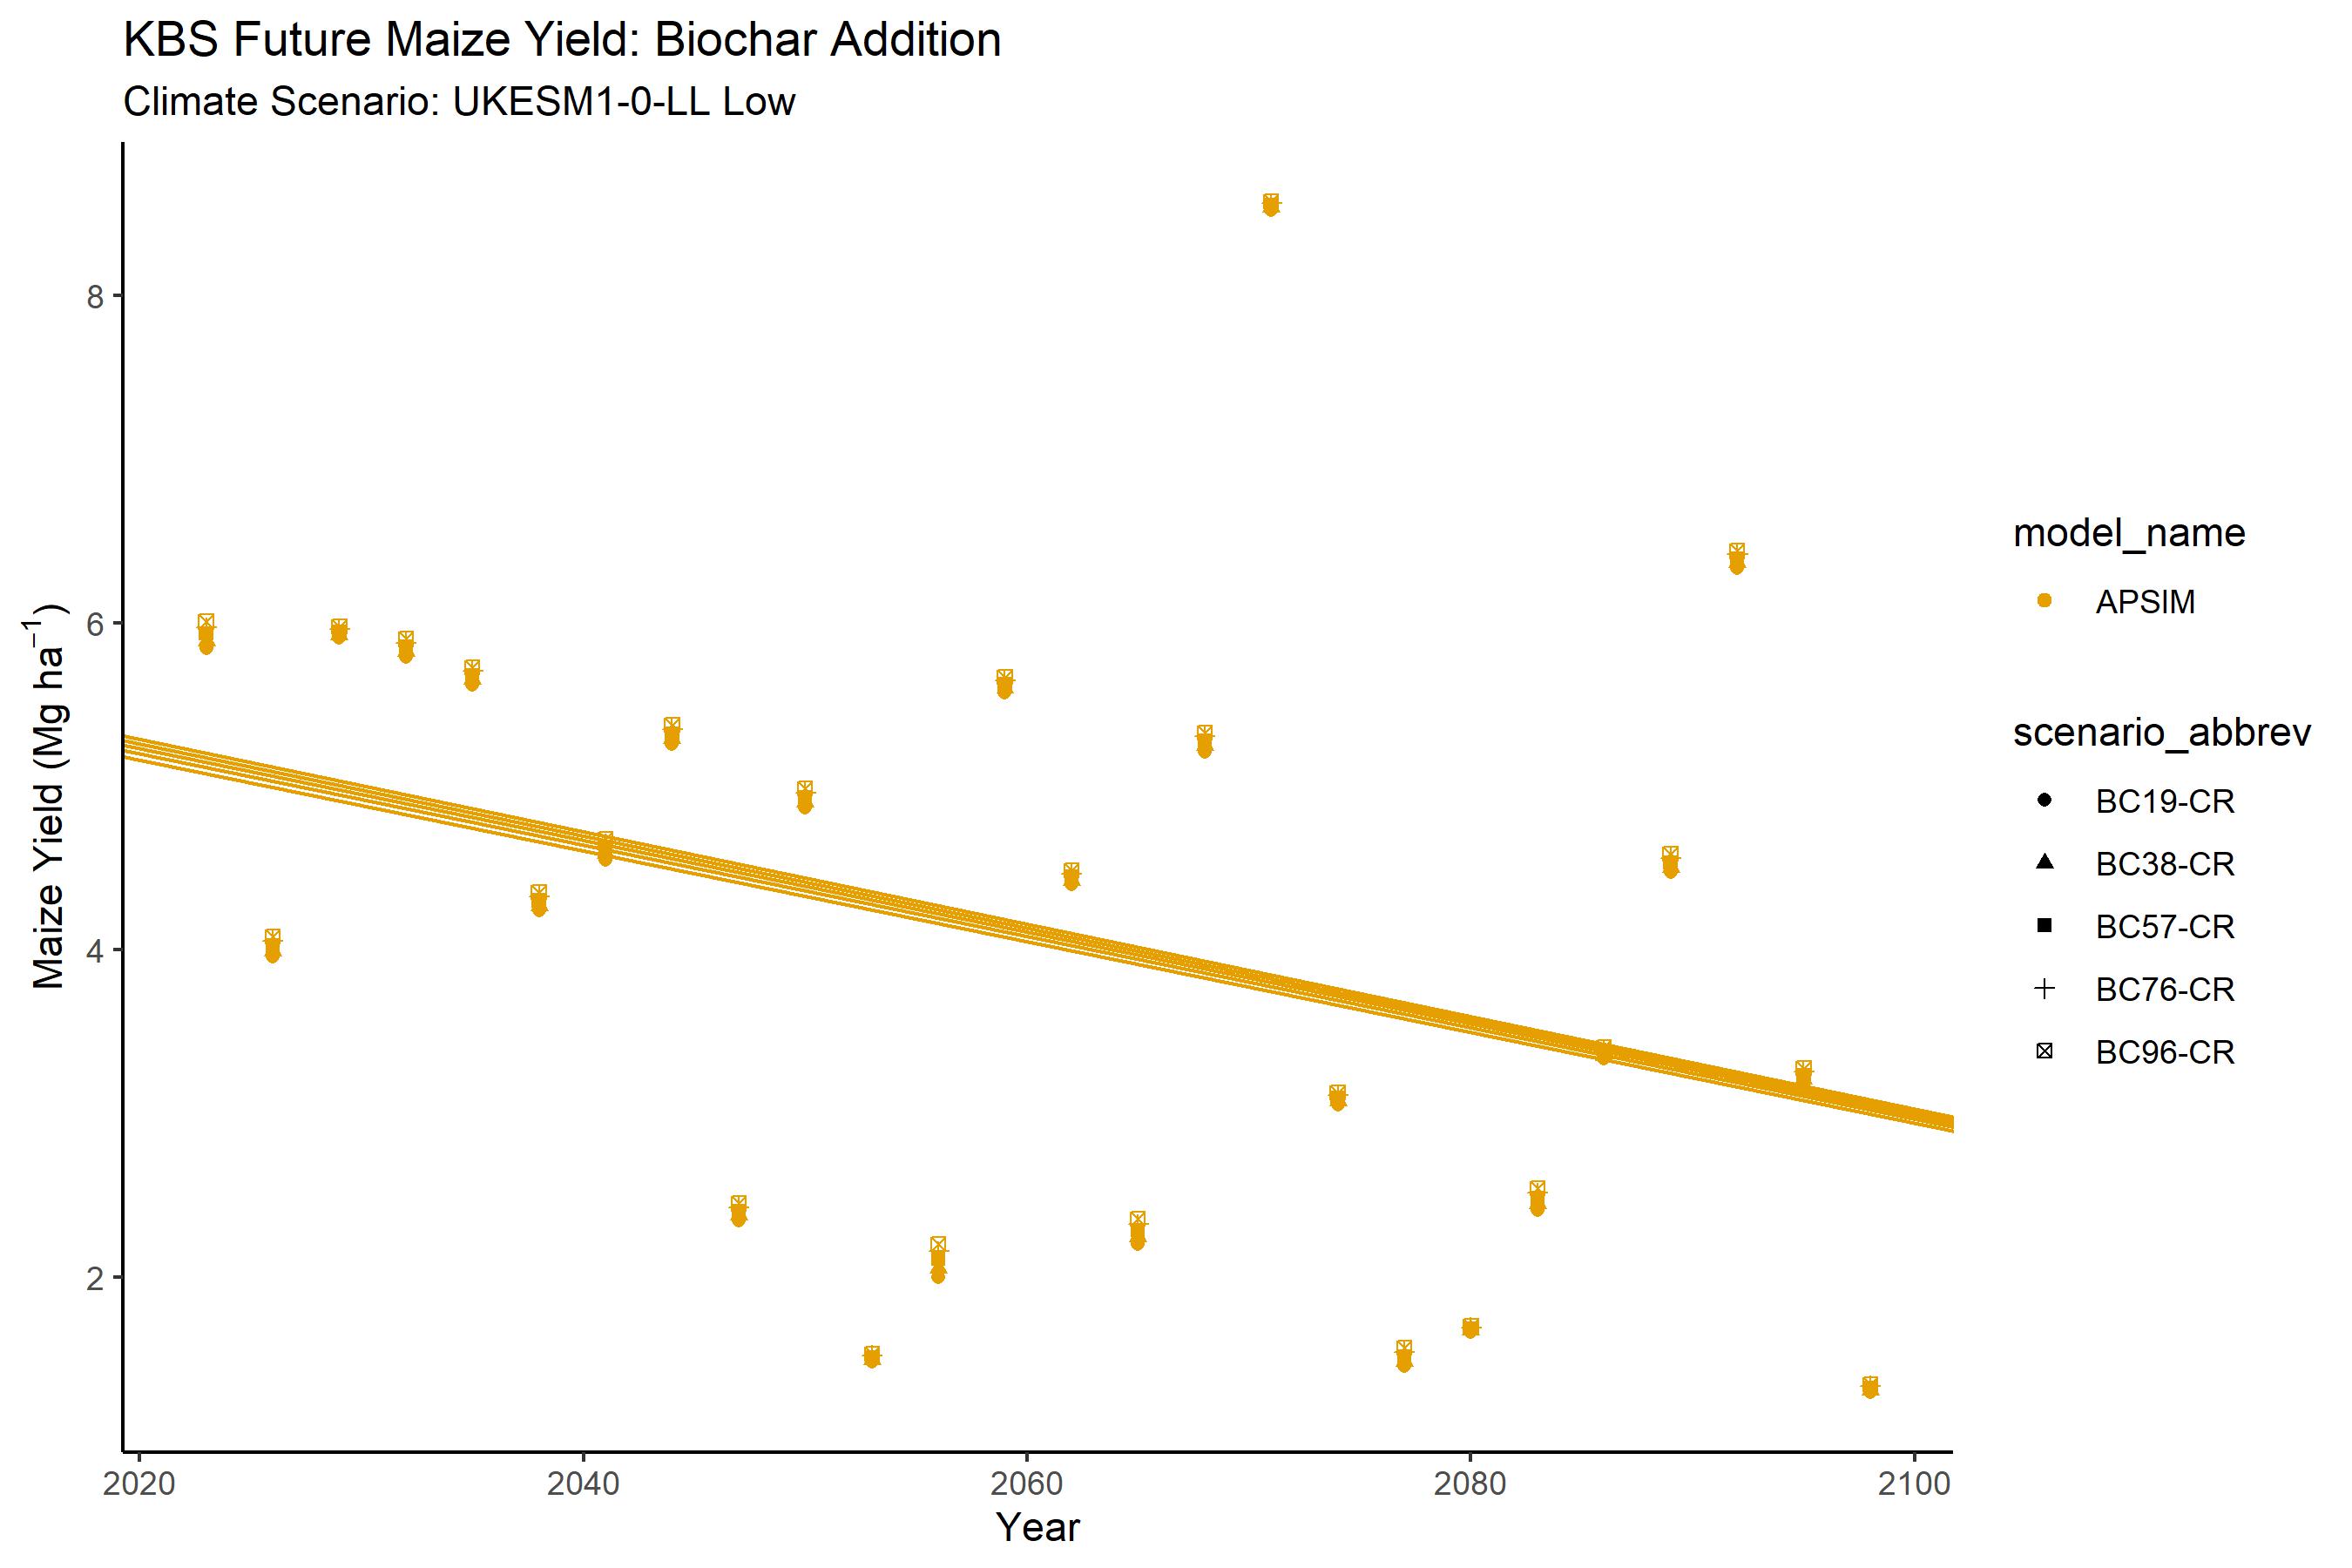 KBS Future Maize Yield: Biochar Addition
Climate Scenario: UKESM1-0-LL Low
Maize Yield (Mg ha⁻¹)
8
6
4
2
2020 2040 2060 2080 2100
Year
model_name
APSIM
scenario_abbrev
BC19-CR
BC38-CR
BC57-CR
BC76-CR
BC96-CR